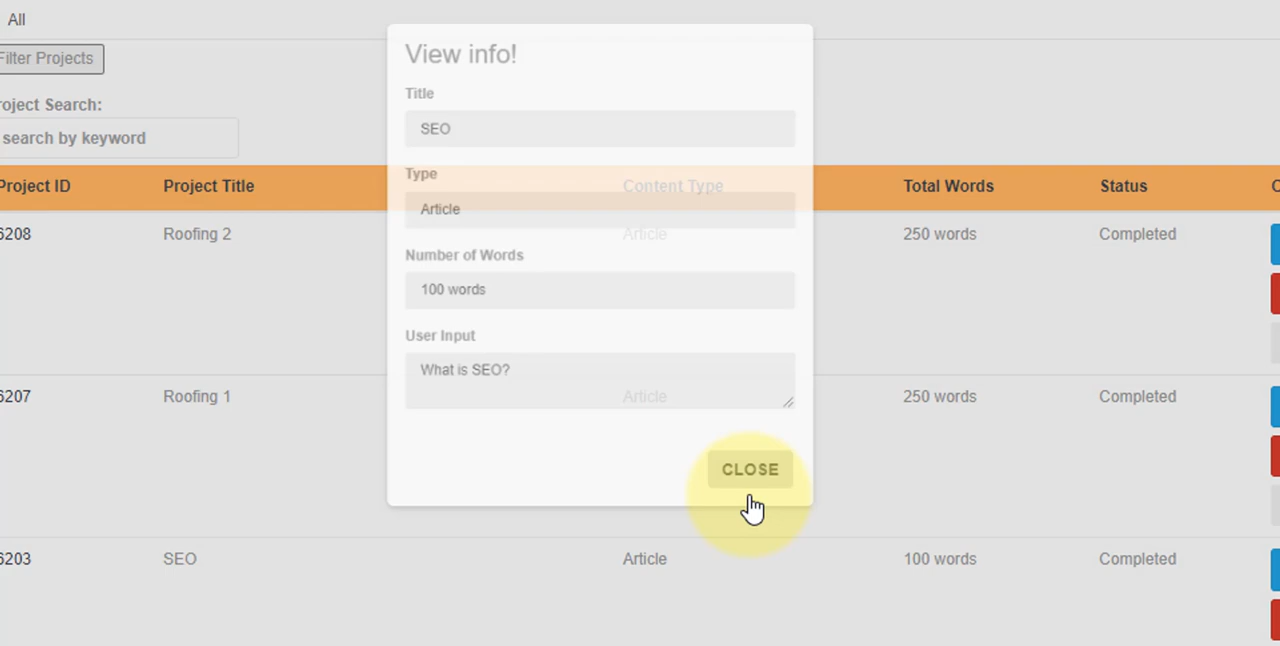 All
Filter Projects
roject Search:
search by keyword
View info!
Title
SEO
Type
Article
Number of Words
100 words
User Input
What is SEO?
CLOSE
Project ID Project Title Content Type Total Words Status
6208 Roofing 2 Article 250 words Completed
6207 Roofing 1 Article 250 words Completed
6203 SEO Article 100 words Completed